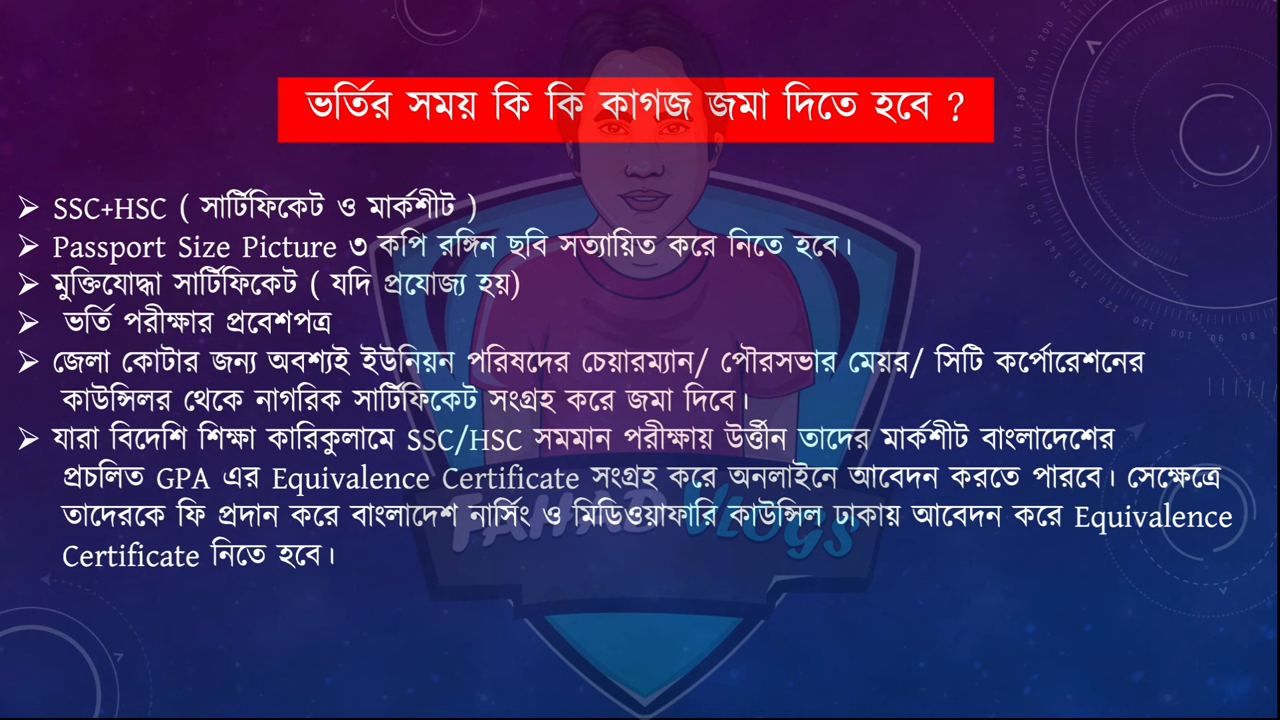 ভর্তির সময় কি কি কাগজ জমা দিতে হবে ?
➢ SSC+HSC ( সার্টিফিকেট ও মার্কশীট )
➢ Passport Size Picture ৩ কপি রঙ্গিন ছবি সত্যায়িত করে নিতে হবে।
➢ মুক্তিযোদ্ধা সার্টিফিকেট ( যদি প্রযোজ্য হয়)
➢ ভর্তি পরীক্ষার প্রবেশপত্র
➢ জেলা কোটার জন্য অবশ্যই ইউনিয়ন পরিষদের চেয়ারম্যান/ পৌরসভার মেয়র/ সিটি কর্পোরেশনের
কাউন্সিলর থেকে নাগরিক সার্টিফিকেট সংগ্রহ করে জমা দিবে।
➢ যারা বিদেশি শিক্ষা কারিকুলামে SSC/HSC সমমান পরীক্ষায় উর্ত্তীন তাদের মার্কশীট বাংলাদেশের
প্রচলিত GPA এর Equivalence Certificate সংগ্রহ করে অনলাইনে আবেদন করতে পারবে। সেক্ষেত্রে
তাদেরকে ফি প্রদান করে বাংলাদেশ নার্সিং ও মিডিওয়াফারি কাউন্সিল ঢাকায় আবেদন করে Equivalence
Certificate নিতে হবে।
FAHAD VLOGS